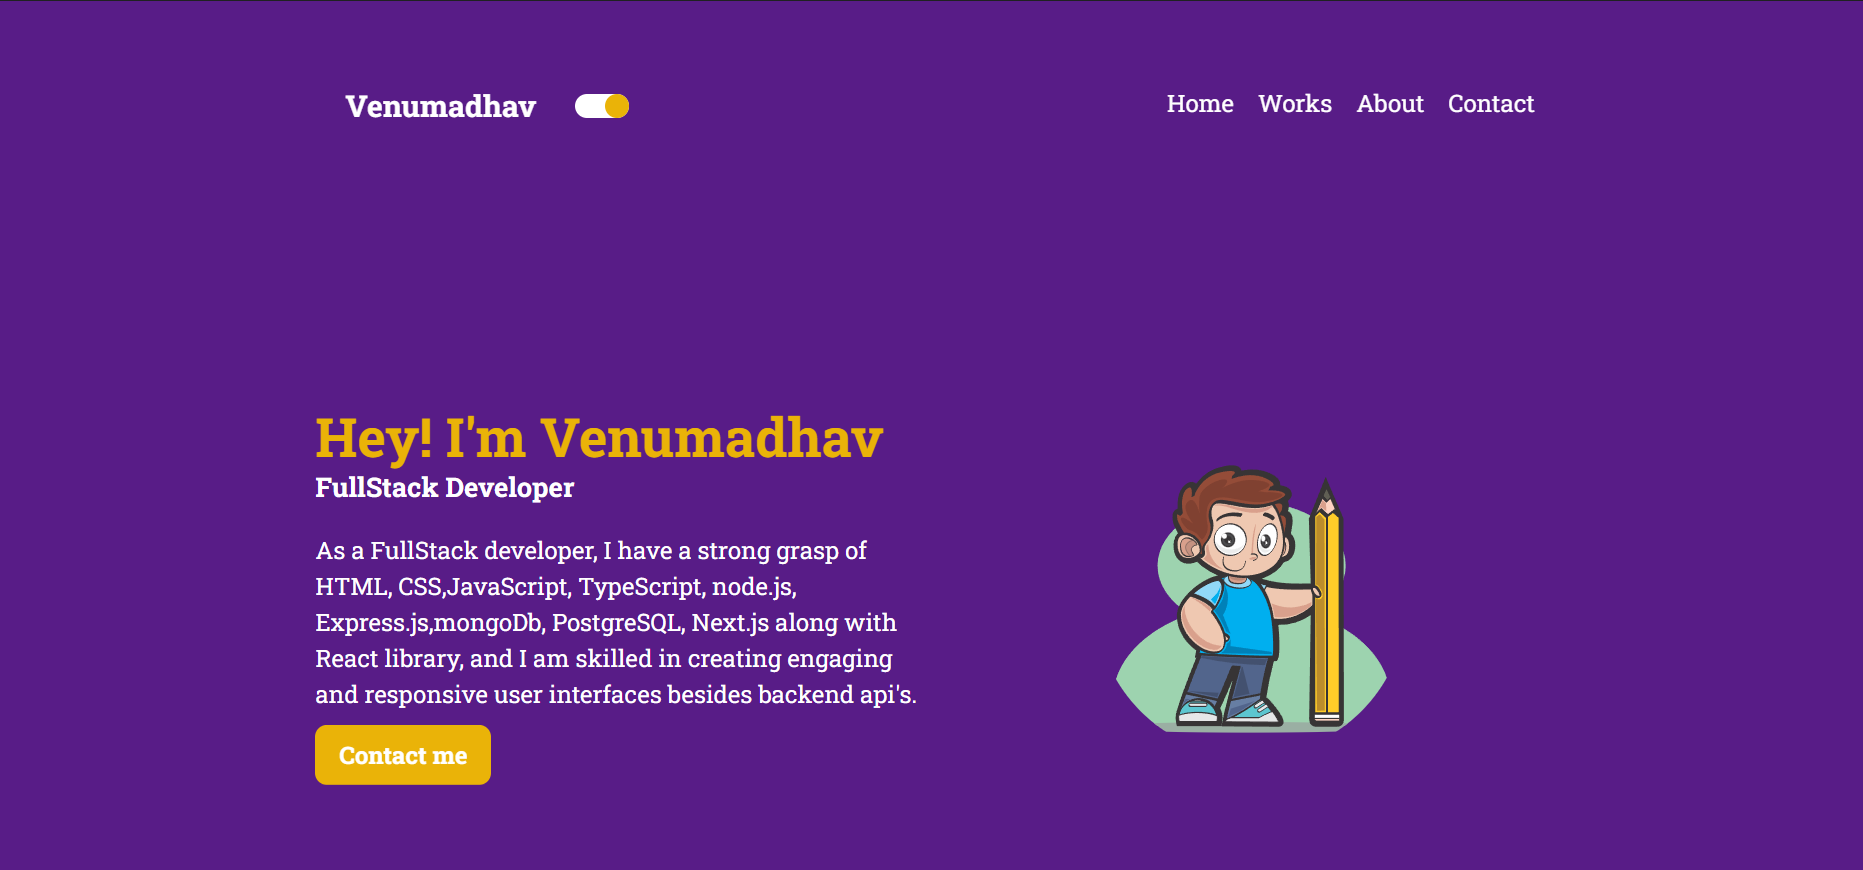 Venumadhav
Home Works About Contact
Hey! I'm Venumadhav
FullStack Developer
As a FullStack developer, I have a strong grasp of
HTML, CSS,JavaScript, TypeScript, node.js,
Express.js,mongoDb, PostgreSQL, Next.js along with
React library, and I am skilled in creating engaging
and responsive user interfaces besides backend api's.
Contact me